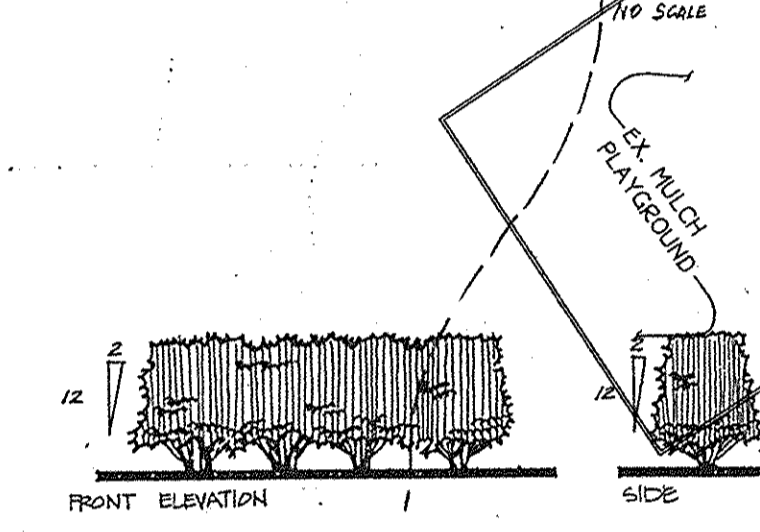 NO SCALE
EX. MULCH
PLAYGROUND
2
12
2
12
FRONT ELEVATION
SIDE